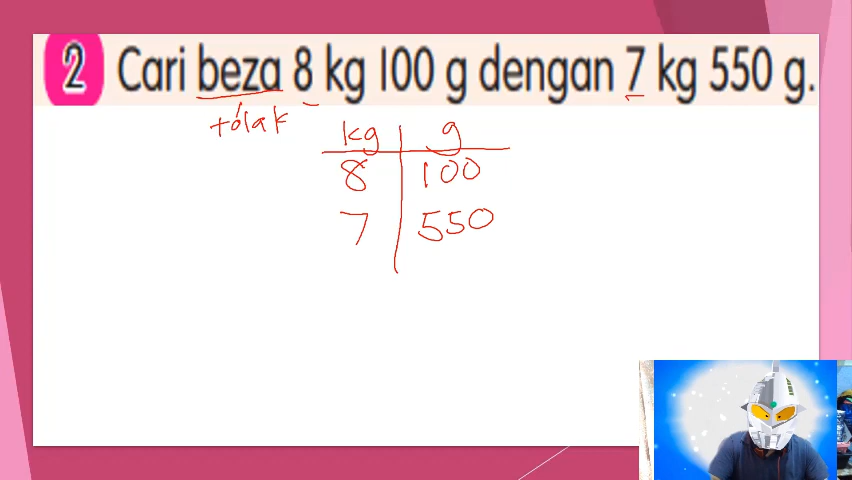 2 Cari beza 8 kg 100 g dengan 7 kg 550 g.
tolak
kg g
8 100
7 550